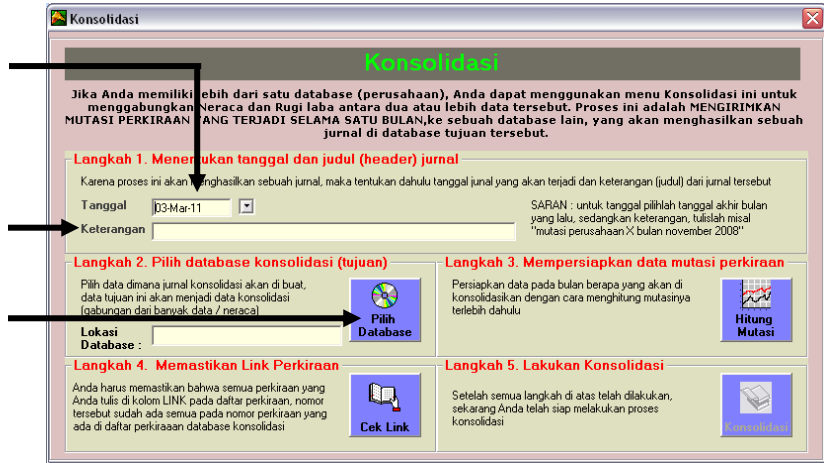 Konsolidasi
Konsolidasi
Jika Anda memiliki lebih dari satu database (perusahaan), Anda dapat menggunakan menu Konsolidasi ini untuk
menggabungkan Neraca dan Rugi laba antara dua atau lebih data tersebut. Proses ini adalah MENGIRIMKAN
MUTASI PERKIRAAN YANG TERJADI SELAMA SATU BULAN,ke sebuah database lain, yang akan menghasilkan sebuah
jurnal di database tujuan tersebut.
Langkah 1. Menentukan tanggal dan judul (header) jurnal
Karena proses ini akan menghasilkan sebuah jurnal, maka tentukan dahulu tanggal junal yang akan terjadi dan keterangan (judul) dari jurnal tersebut
Tanggal 03-Mar-11
Keterangan
SARAN : untuk tanggal pilihlah tanggal akhir bulan
yang lalu, sedangkan keterangan, tulislah misal
"mutasi perusahaan X bulan november 2008"
Langkah 2. Pilih database konsolidasi (tujuan)
Pilih data dimana jurnal konsolidasi akan di buat,
data tujuan ini akan menjadi data konsolidasi
(gabungan dari banyak data / neraca)
Lokasi
Database :
Pilih
Database
Langkah 3. Mempersiapkan data mutasi perkiraan
Persiapkan data pada bulan berapa yang akan di
konsolidasikan dengan cara menghitung mutasinya
terlebih dahulu
Hitung
Mutasi
Langkah 4. Memastikan Link Perkiraan
Anda harus memastikan bahwa semua perkiraan yang
Anda tulis di kolom LINK pada daftar perkiraan, nomor
tersebut sudah ada semua pada nomor perkiraan yang
ada di daftar perkiraaan database konsolidasi
Cek Link
Langkah 5. Lakukan Konsolidasi
Setelah semua langkah di atas telah dilakukan,
sekarang Anda telah siap melakukan proses
konsolidasi
Konsolidasi